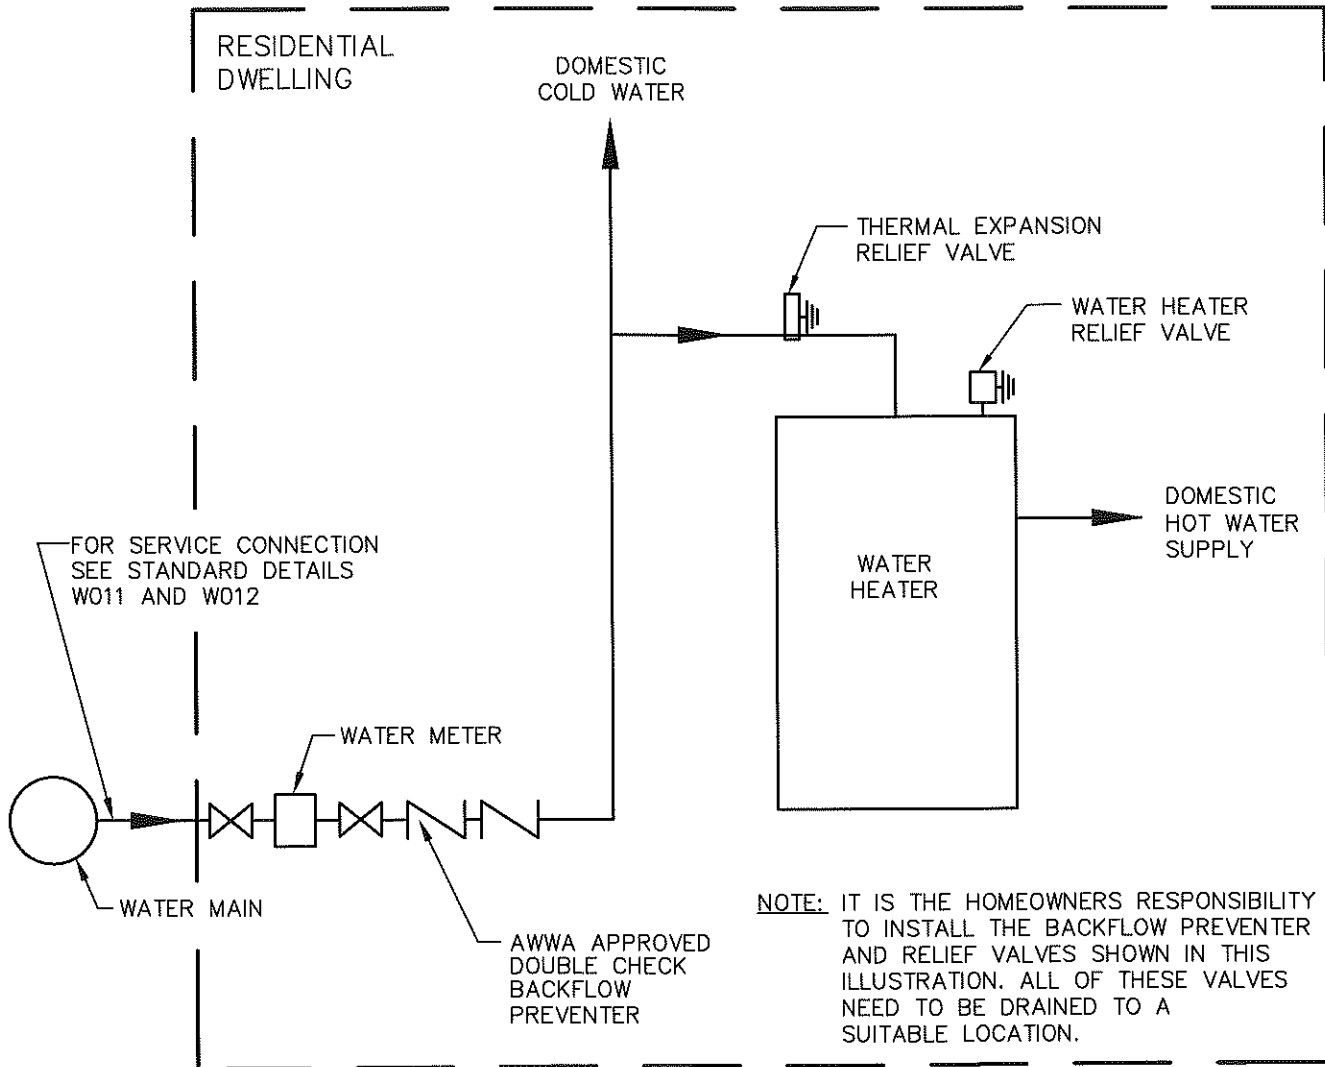 RESIDENTIAL
DWELLING
DOMESTIC
COLD WATER
THERMAL EXPANSION
RELIEF VALVE
WATER HEATER
RELIEF VALVE
DOMESTIC
HOT WATER
SUPPLY
FOR SERVICE CONNECTION
SEE STANDARD DETAILS
W011 AND W012
WATER
HEATER
WATER METER
WATER MAIN
AWWA APPROVED
DOUBLE CHECK
BACKFLOW
PREVENTER
NOTE: IT IS THE HOMEOWNERS RESPONSIBILITY
TO INSTALL THE BACKFLOW PREVENTER
AND RELIEF VALVES SHOWN IN THIS
ILLUSTRATION. ALL OF THESE VALVES
NEED TO BE DRAINED TO A
SUITABLE LOCATION.